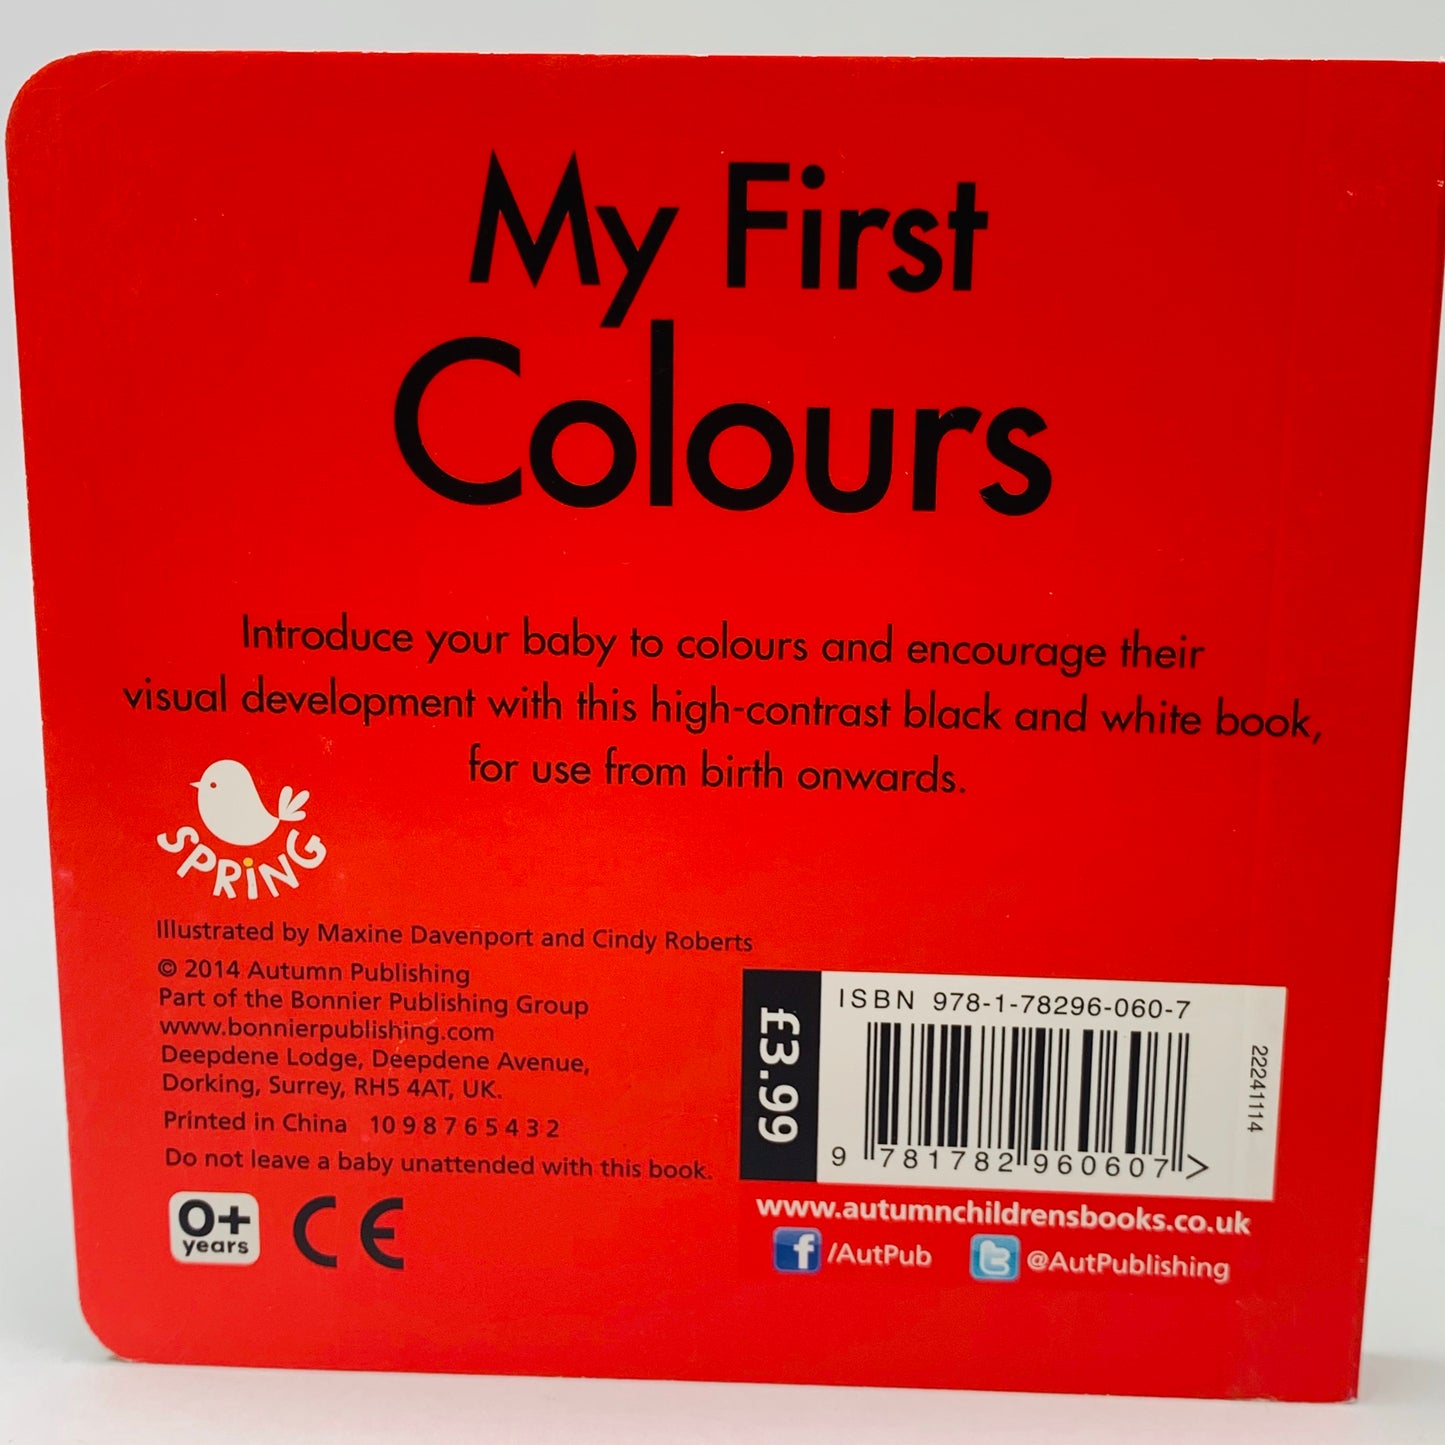 My First
Colours
Introduce your baby to colours and encourage their
visual development with this high-contrast black and white book,
for use from birth onwards.
SPRiNG
Illustrated by Maxine Davenport and Cindy Roberts
© 2014 Autumn Publishing
Part of the Bonnier Publishing Group
www.bonnierpublishing.com
Deepdene Lodge, Deepdene Avenue,
Dorking, Surrey, RH5 4AT, UK.
Printed in China 10 9 8 7 6 5 4 3 2
Do not leave a baby unattended with this book.
0+
years
CE
£3.99
ISBN 978-1-78296-060-7
9 781782 960607 >
22241114
www.autumnchildrensbooks.co.uk
f /AutPub
t @AutPublishing